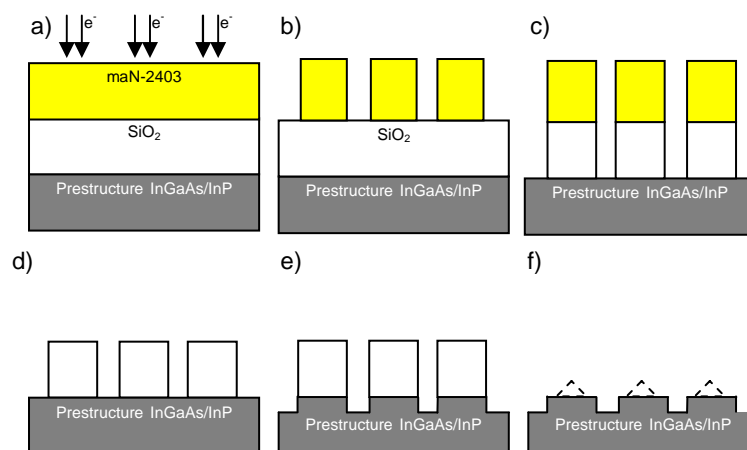 a)
e-
e-
e-
maN-2403
SiO2
Prestructure InGaAs/InP
b)
SiO2
Prestructure InGaAs/InP
c)
Prestructure InGaAs/InP
d)
Prestructure InGaAs/InP
e)
Prestructure InGaAs/InP
f)
Prestructure InGaAs/InP